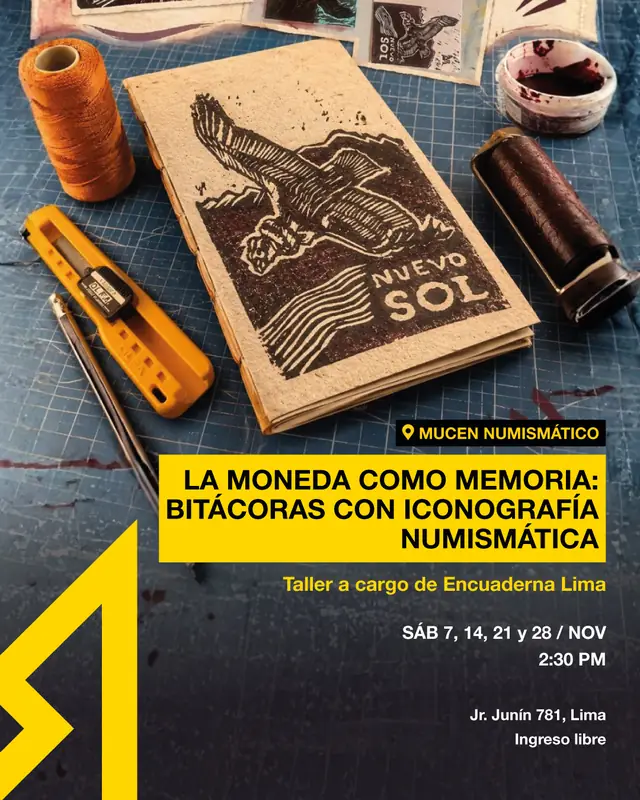 NUEVO
SOL
MUCEN NUMISMÁTICO
LA MONEDA COMO MEMORIA:
BITÁCORAS CON ICONOGRAFÍA
NUMISMÁTICA
Taller a cargo de Encuaderna Lima
SÁB 7, 14, 21 y 28 / NOV
2:30 PM
Jr. Junín 781, Lima
Ingreso libre